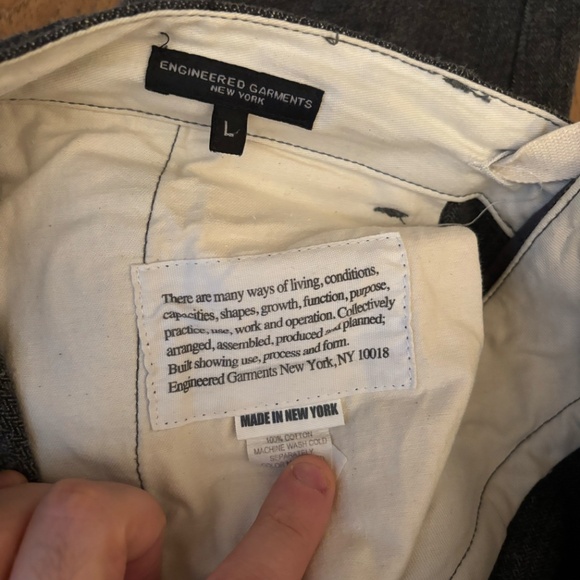 ENGINEERED GARMENTS
NEW YORK
L
There are many ways of living, conditions,
capacities, shapes, growth, function, purpose,
practice, use, work and operation. Collectively
arranged, assembled, produced and planned;
Built showing use, process and form.
Engineered Garments New York, NY 10018
MADE IN NEW YORK
100% COTTON
MACHINE WASH COLD
SEPARATELY